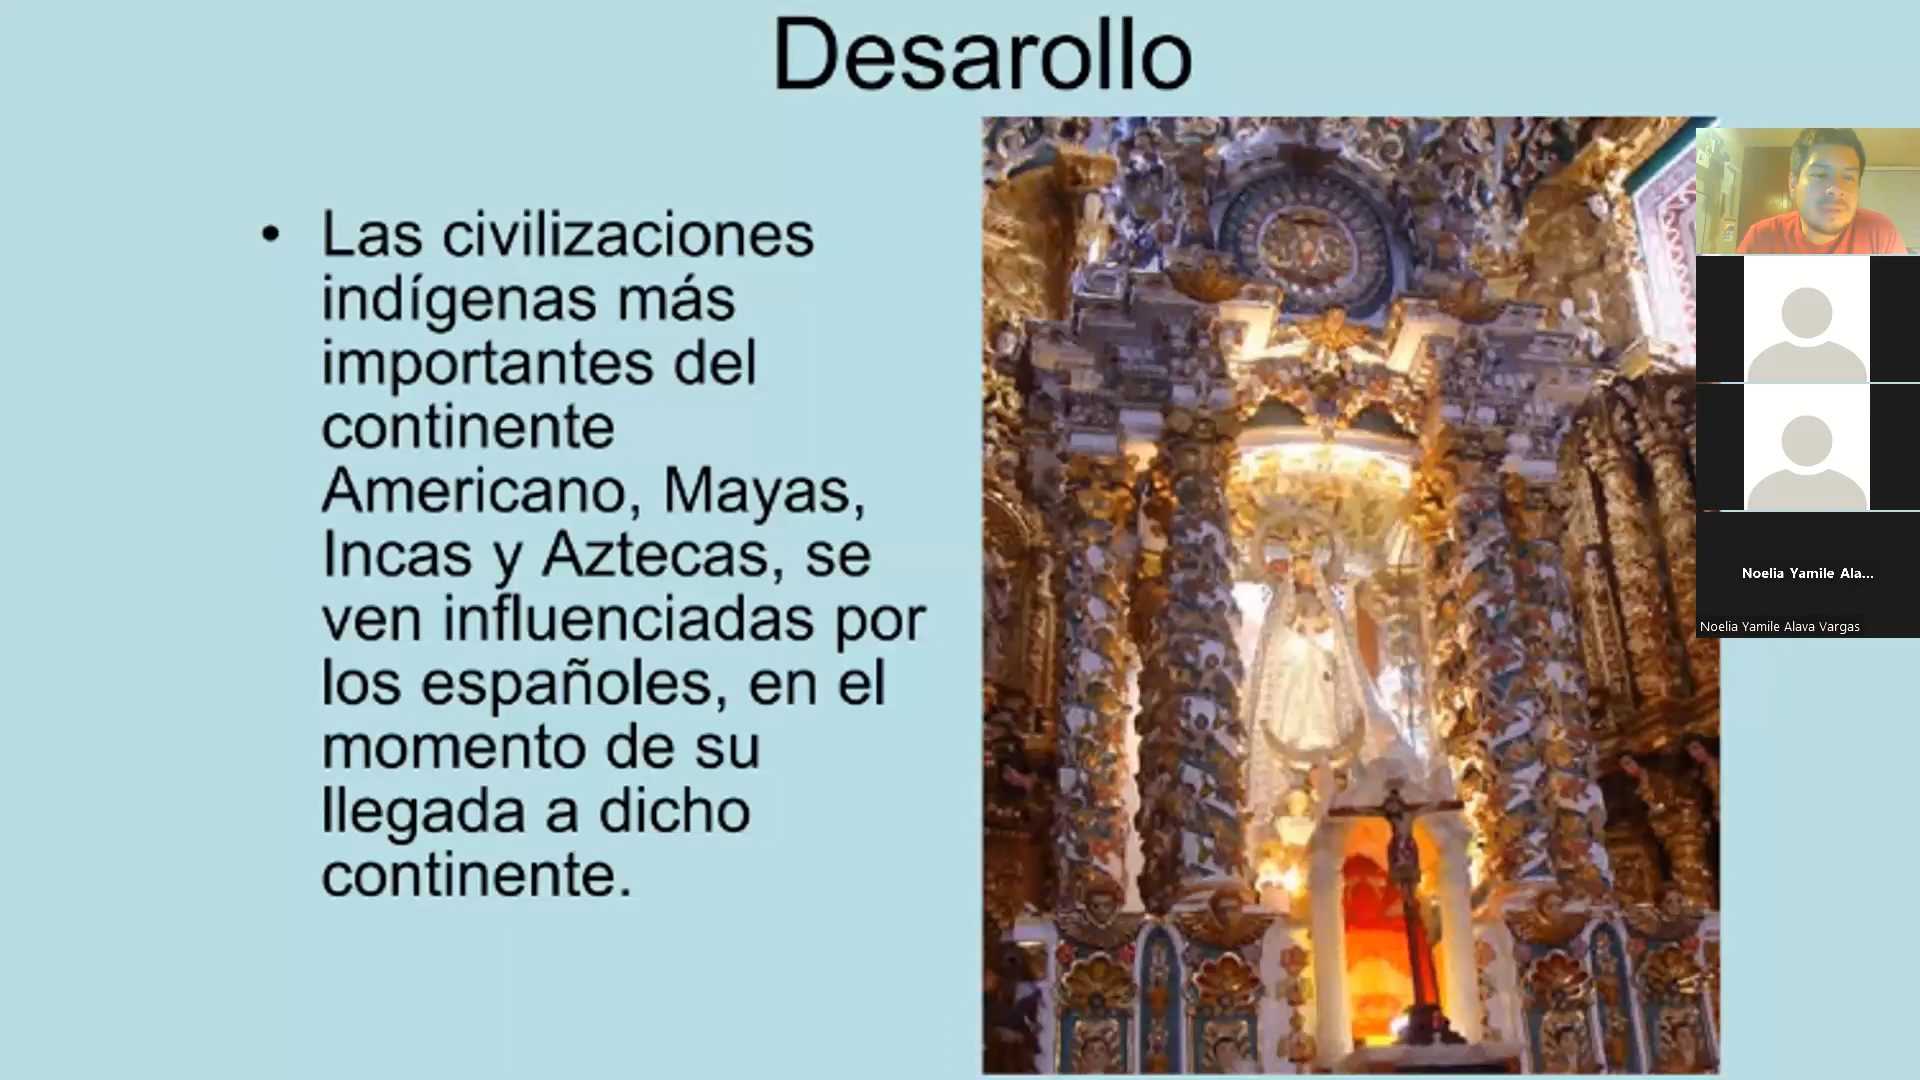 Desarollo
• Las civilizaciones
indígenas más
importantes del
continente
Americano, Mayas,
Incas y Aztecas, se
ven influenciadas por
los españoles, en el
momento de su
llegada a dicho
continente.
Noelia Yamile Ala...
Noelia Yamile Alava Vargas